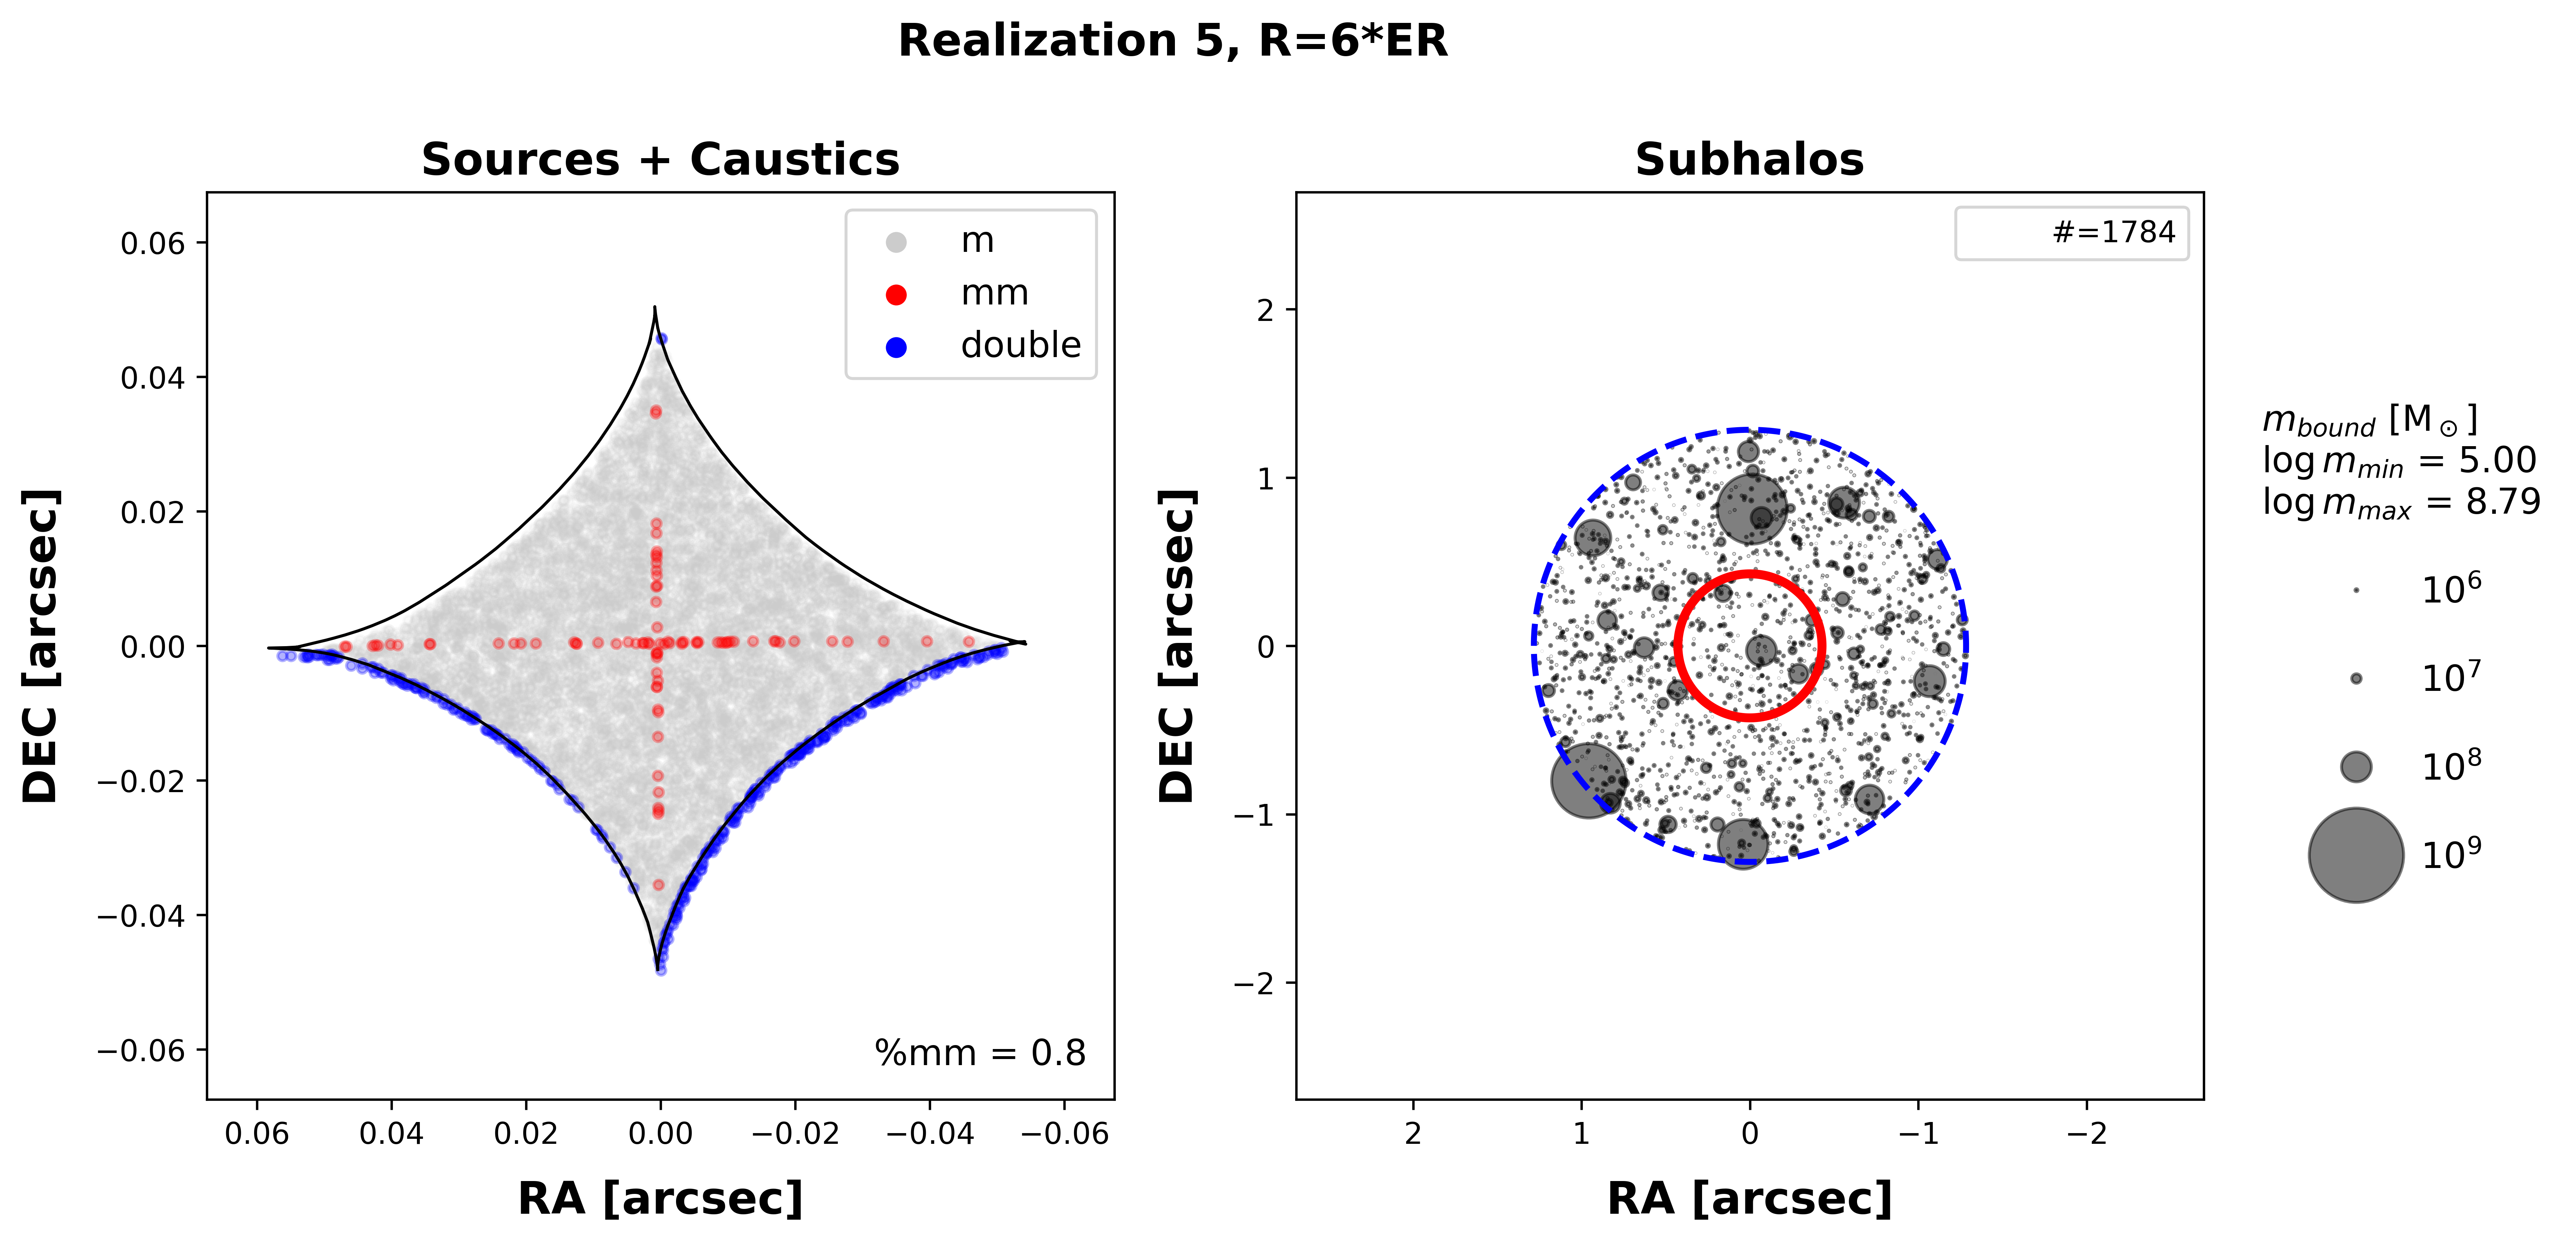 Realization 5, R=6*ER
Sources + Caustics
m
mm
double
%mm = 0.8
0.06
0.04
0.02
0.00
−0.02
−0.04
−0.06
0.06
0.04
0.02
0.00
−0.02
−0.04
−0.06
DEC [arcsec]
RA [arcsec]
Subhalos
#=1784
2
1
0
−1
−2
2
1
0
−1
−2
DEC [arcsec]
RA [arcsec]
m_bound [M_⊙]
log m_min = 5.00
log m_max = 8.79
10^6
10^7
10^8
10^9